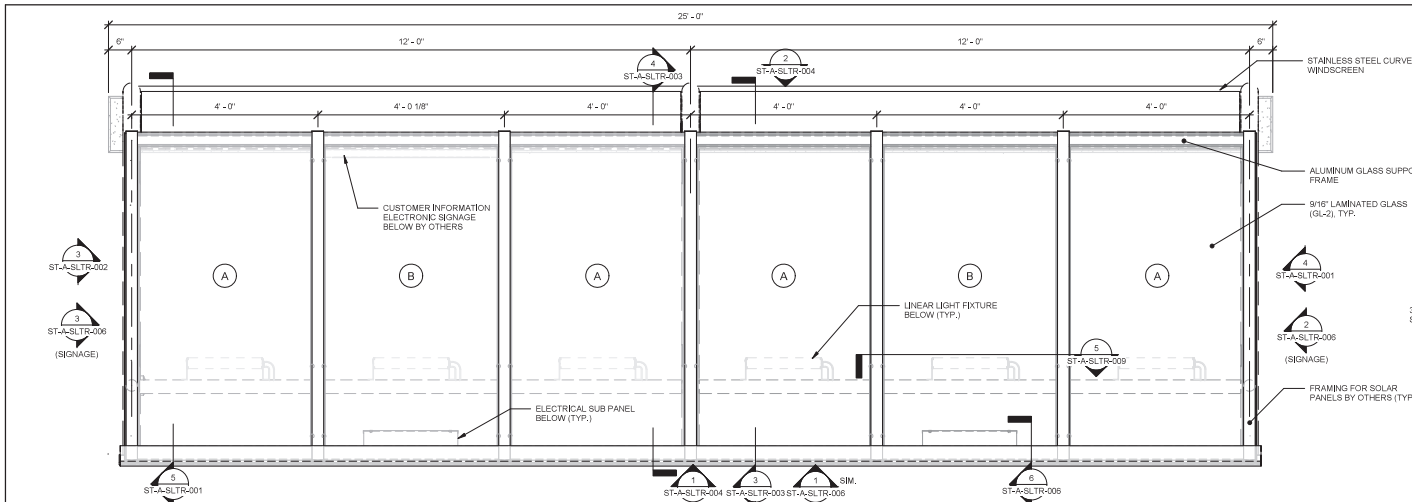 25' - 0"
6" 12' - 0" 12' - 0" 6"
4
ST-A-SLTR-003
2
ST-A-SLTR-004
STAINLESS STEEL CURVE
WINDSCREEN
4' - 0" 4' - 0 1/8" 4' - 0" 4' - 0" 4' - 0" 4' - 0"
ALUMINUM GLASS SUPPO
FRAME
CUSTOMER INFORMATION
ELECTRONIC SIGNAGE
BELOW BY OTHERS
9/16" LAMINATED GLASS
(GL-2), TYP.
3
ST-A-SLTR-002
A B A A B A
4
ST-A-SLTR-001
3
ST-A-SLTR-006
(SIGNAGE)
LINEAR LIGHT FIXTURE
BELOW (TYP.)
2
ST-A-SLTR-006
(SIGNAGE)
5
ST-A-SLTR-009
ELECTRICAL SUB PANEL
BELOW (TYP.)
FRAMING FOR SOLAR
PANELS BY OTHERS (TYP
5
ST-A-SLTR-001
1
ST-A-SLTR-004
3
ST-A-SLTR-003
1 SIM.
ST-A-SLTR-006
6
ST-A-SLTR-006